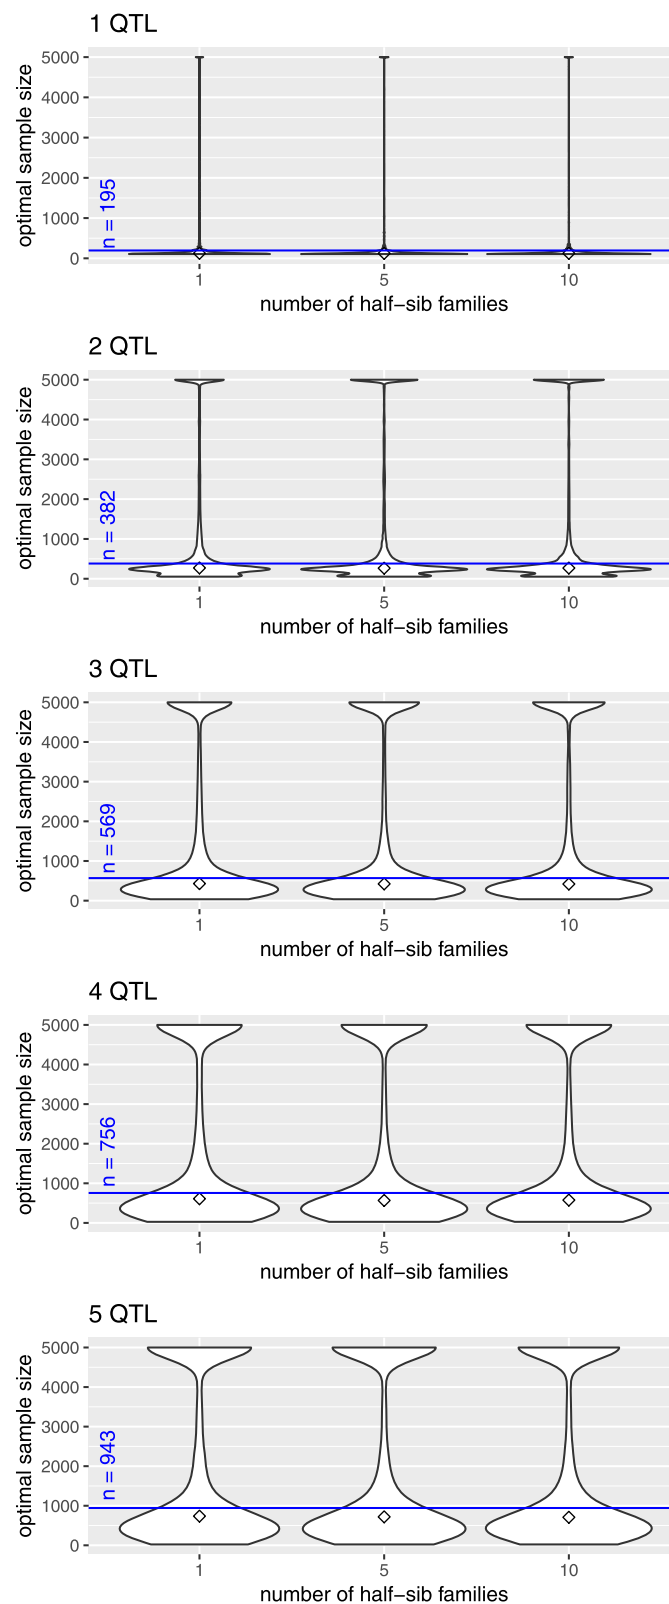 1 QTL
optimal sample size
5000
4000
3000
2000
1000
0
n = 195
1 5 10
number of half−sib families
2 QTL
optimal sample size
5000
4000
3000
2000
1000
0
n = 382
1 5 10
number of half−sib families
3 QTL
optimal sample size
5000
4000
3000
2000
1000
0
n = 569
1 5 10
number of half−sib families
4 QTL
optimal sample size
5000
4000
3000
2000
1000
0
n = 756
1 5 10
number of half−sib families
5 QTL
optimal sample size
5000
4000
3000
2000
1000
0
n = 943
1 5 10
number of half−sib families